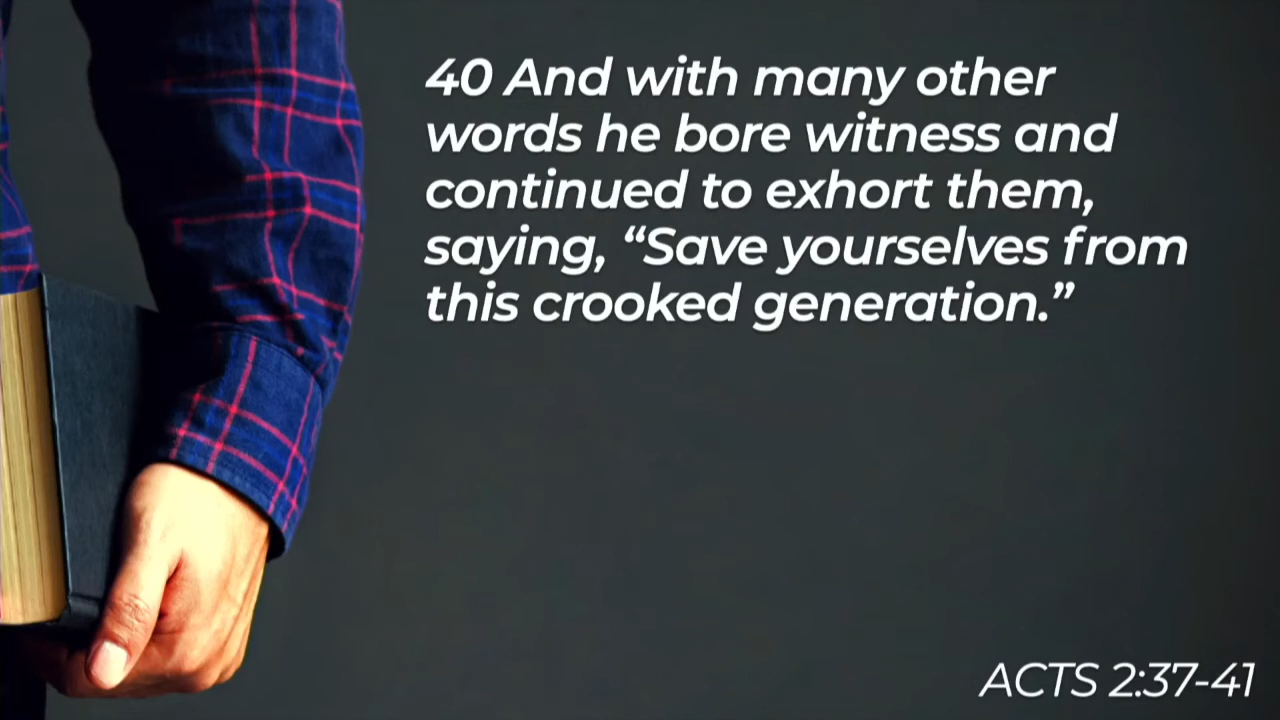 40 And with many other
words he bore witness and
continued to exhort them,
saying, “Save yourselves from
this crooked generation.”
ACTS 2:37-41